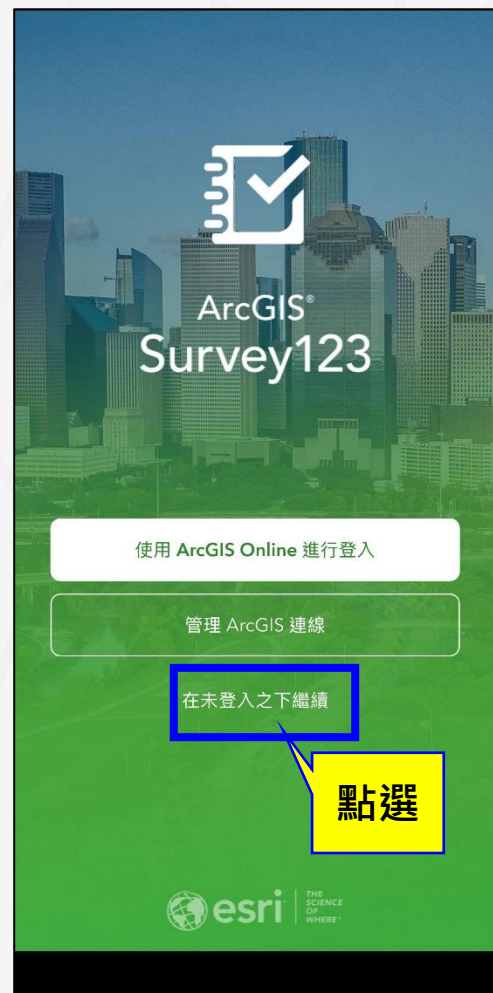 ArcGIS®
Survey123
使用 ArcGIS Online 進行登入
管理 ArcGIS 連線
在未登入之下繼續
點選
esri
THE
SCIENCE
OF
WHERE®